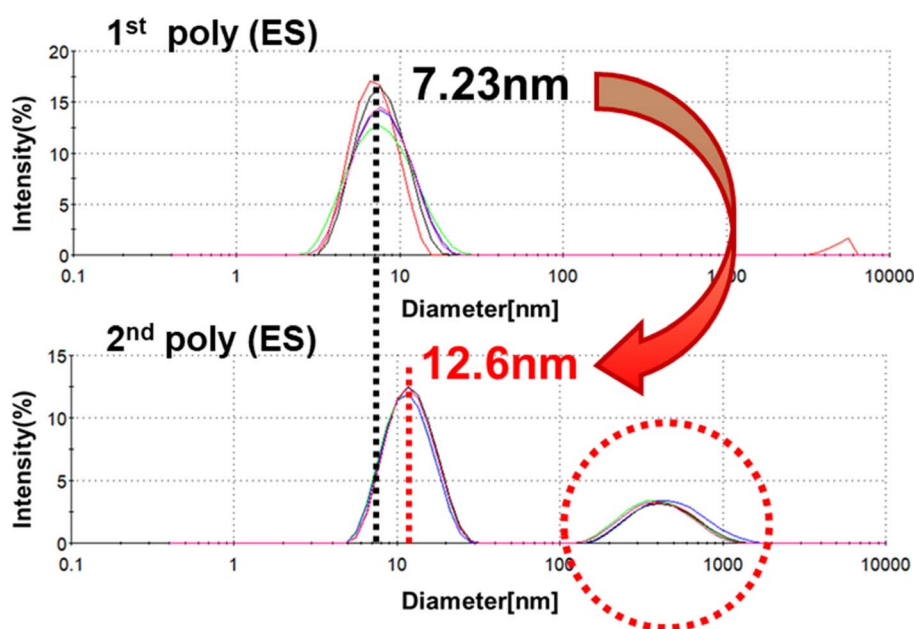 1st poly (ES)
7.23nm
Intensity(%)
20
15
10
5
0
0.1 1 10 100 1000 10000
Diameter[nm]
2nd poly (ES)
12.6nm
Intensity(%)
15
10
5
0
0.1 1 10 100 1000 10000
Diameter[nm]